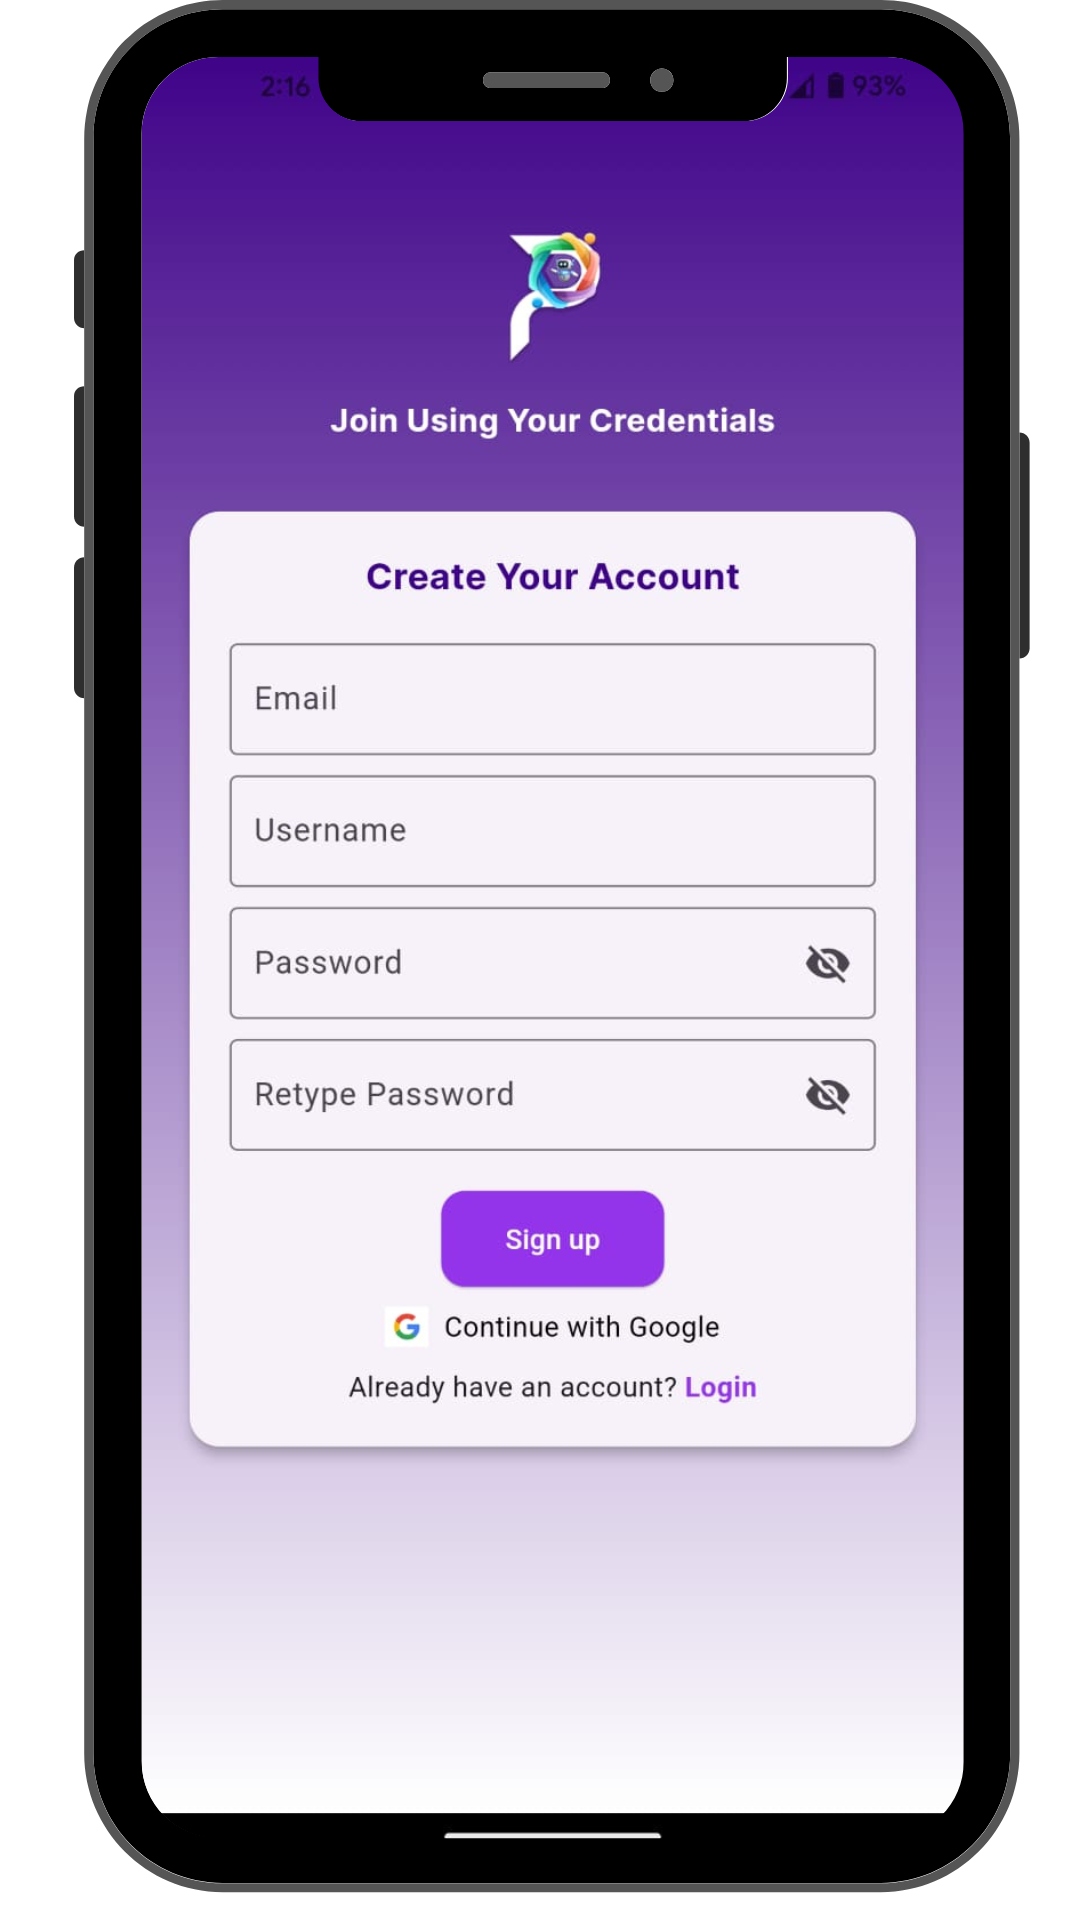 2:16 93%
Join Using Your Credentials
Create Your Account
Email
Username
Password
Retype Password
Sign up
Continue with Google
Already have an account? Login